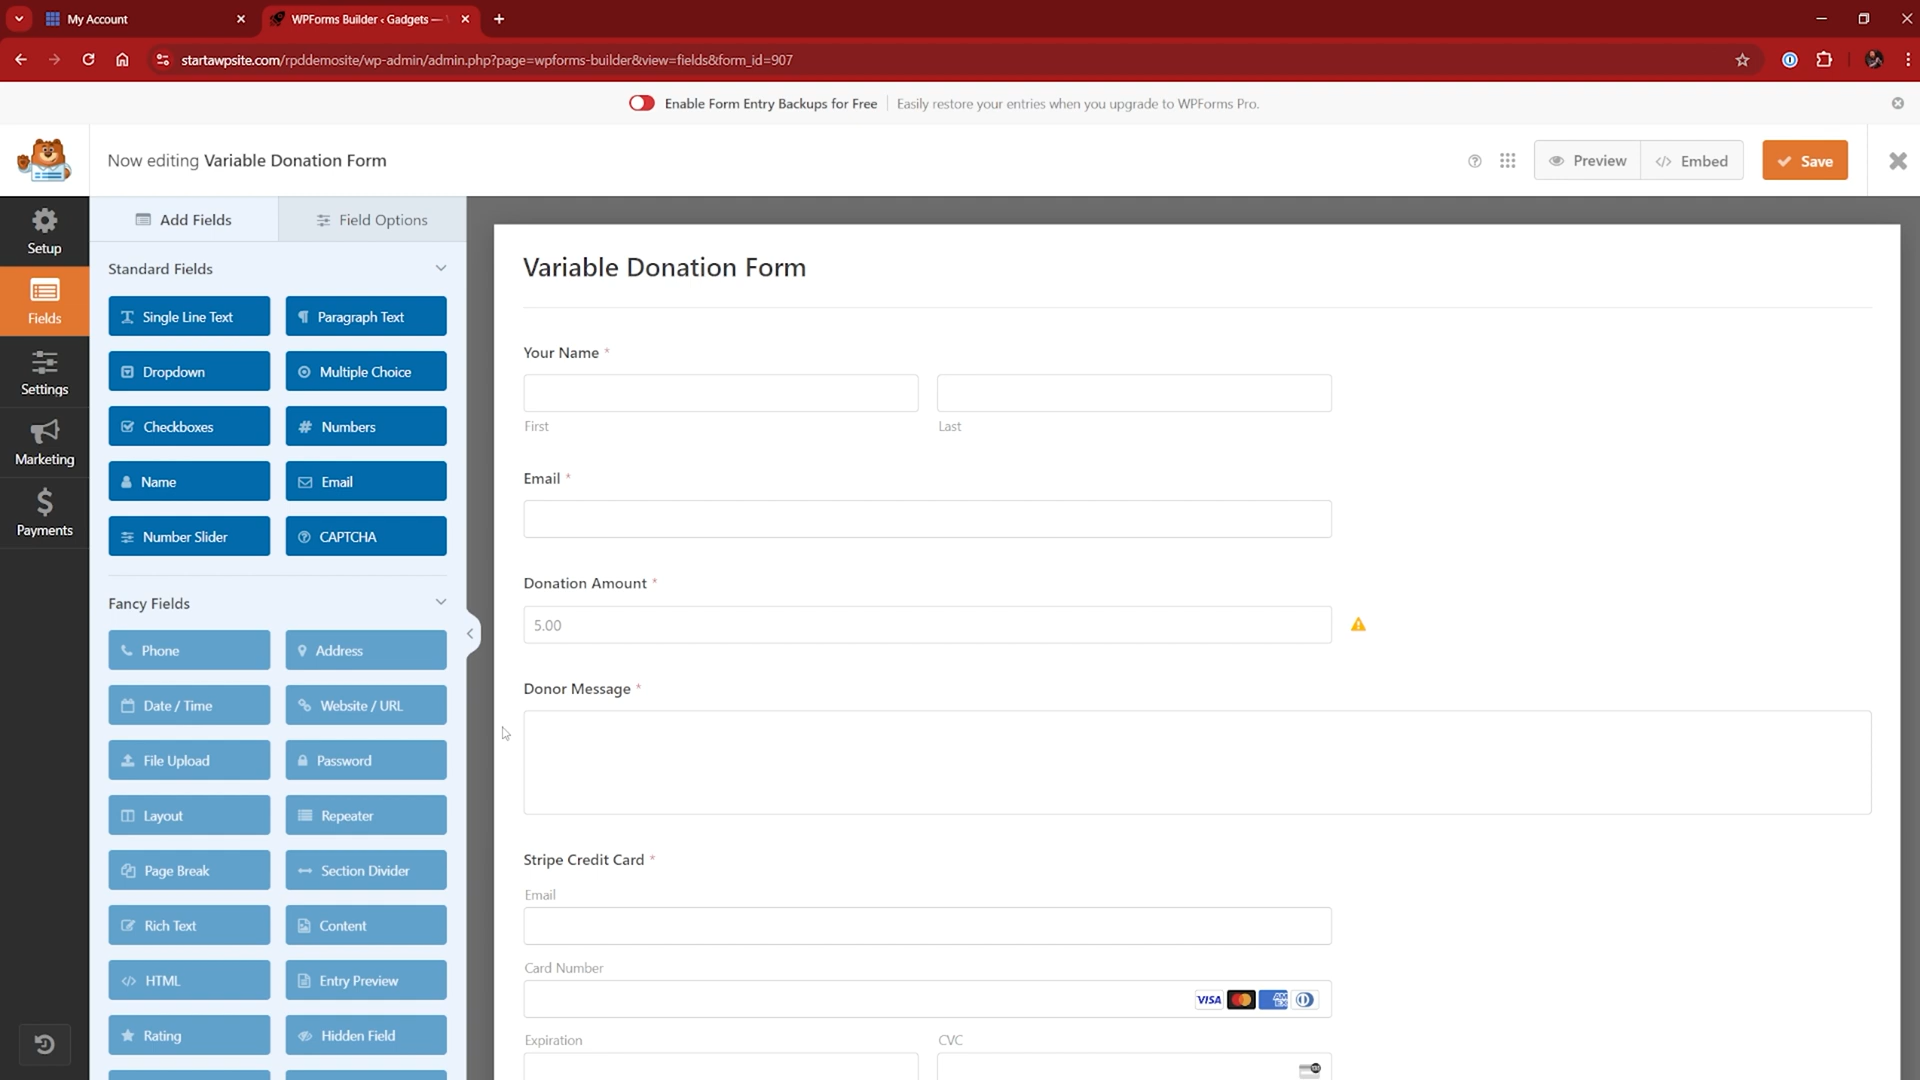 My Account
WPForms Builder ‹ Gadgets —
startawpsite.com/rpddemosite/wp-admin/admin.php?page=wpforms-builder&view=fields&form_id=907
Enable Form Entry Backups for Free
Easily restore your entries when you upgrade to WPForms Pro.
Now editing Variable Donation Form
Preview
Embed
Save
Setup
Fields
Settings
Marketing
Payments
Add Fields
Field Options
Standard Fields
Single Line Text
Paragraph Text
Dropdown
Multiple Choice
Checkboxes
Numbers
Name
Email
Number Slider
CAPTCHA
Fancy Fields
Phone
Address
Date / Time
Website / URL
File Upload
Password
Layout
Repeater
Page Break
Section Divider
Rich Text
Content
HTML
Entry Preview
Rating
Hidden Field
Variable Donation Form
Your Name *
First
Last
Email *
Donation Amount *
5.00
Donor Message *
Stripe Credit Card *
Email
Card Number
VISA
AM
EX
Expiration
CVC